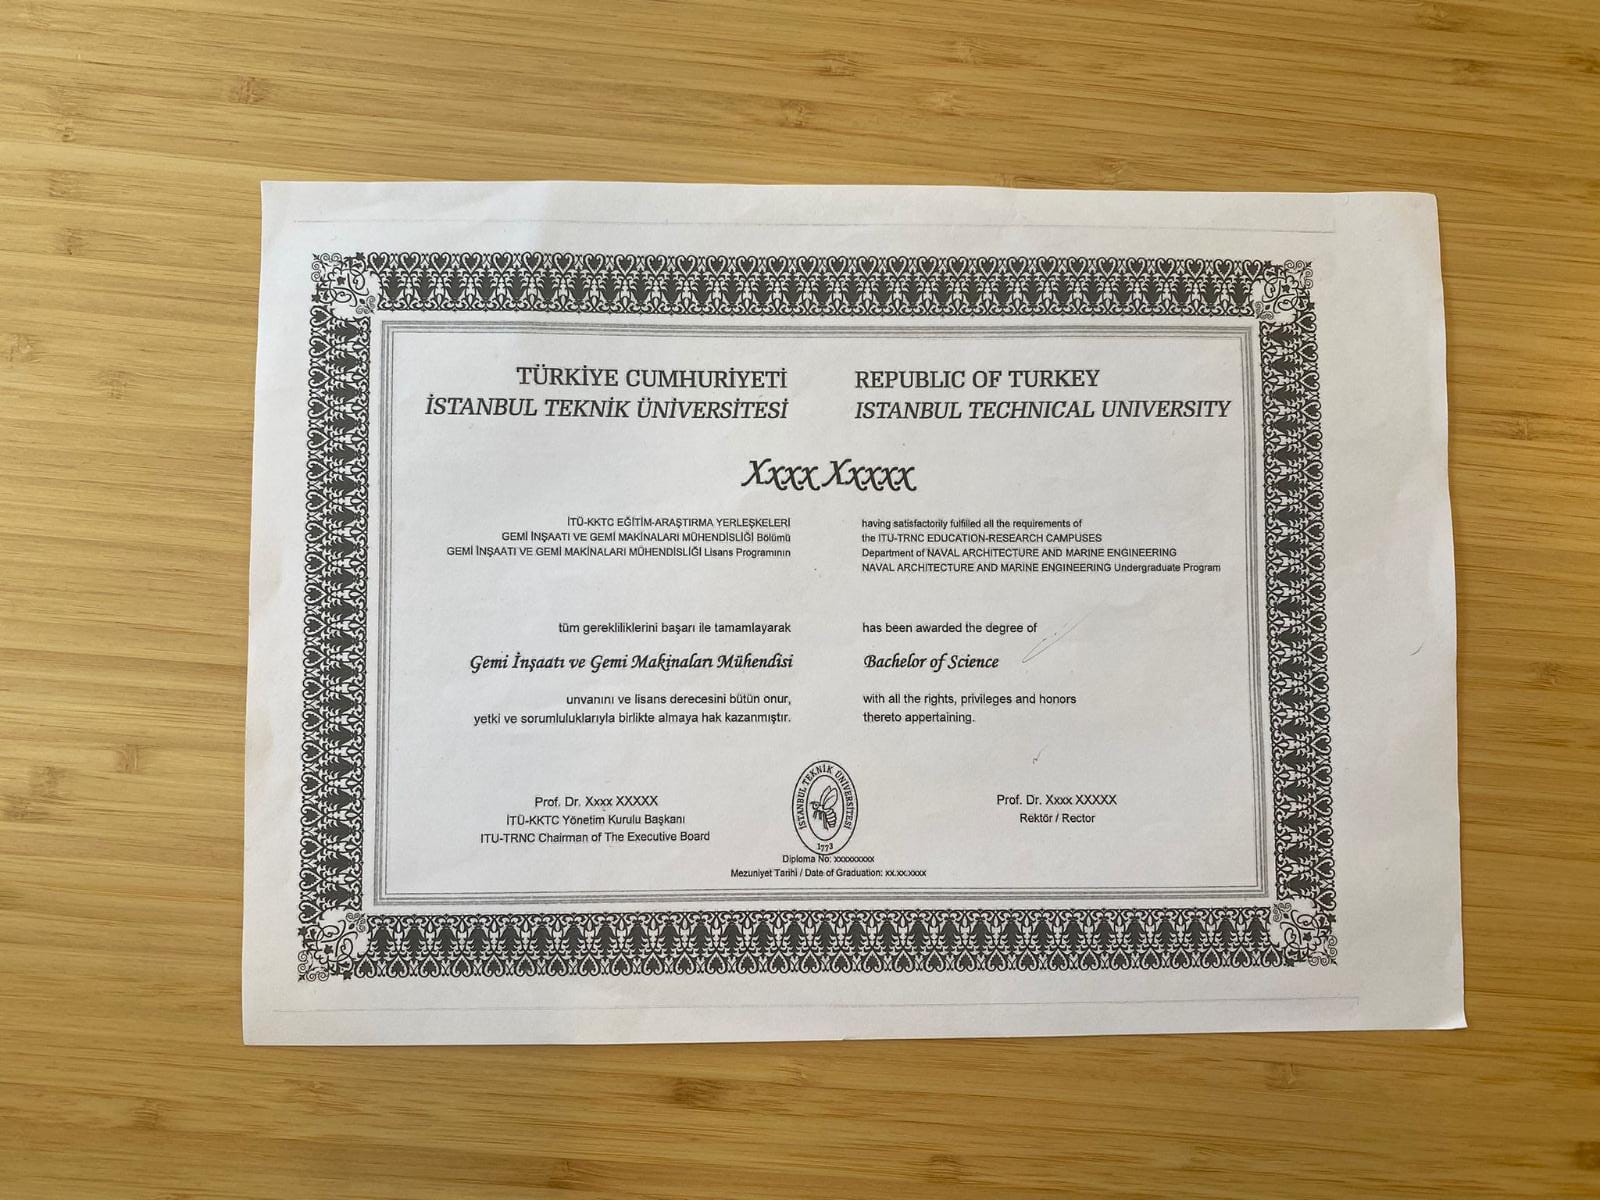 TÜRKİYE CUMHURİYETİ
İSTANBUL TEKNİK ÜNİVERSİTESİ
REPUBLIC OF TURKEY
ISTANBUL TECHNICAL UNIVERSITY
Xxxx Xxxxx
İTÜ-KKTC EĞİTİM-ARAŞTIRMA YERLEŞKELERİ
GEMİ İNŞAATI VE GEMİ MAKİNALARI MÜHENDİSLİĞİ Bölümü
GEMİ İNŞAATI VE GEMİ MAKİNALARI MÜHENDİSLİĞİ Lisans Programının
having satisfactorily fulfilled all the requirements of
the ITU-TRNC EDUCATION-RESEARCH CAMPUSES
Department of NAVAL ARCHITECTURE AND MARINE ENGINEERING
NAVAL ARCHITECTURE AND MARINE ENGINEERING Undergraduate Program
tüm gerekliliklerini başarı ile tamamlayarak
Gemi İnşaatı ve Gemi Makinaları Mühendisi
unvanını ve lisans derecesini bütün onur,
yetki ve sorumluluklarıyla birlikte almaya hak kazanmıştır.
has been awarded the degree of
Bachelor of Science
with all the rights, privileges and honors
thereto appertaining.
Prof. Dr. Xxxx XXXXX
İTÜ-KKTC Yönetim Kurulu Başkanı
ITU-TRNC Chairman of The Executive Board
İSTANBUL TEKNİK ÜNİVERSİTESİ
1773
Prof. Dr. Xxxx XXXXX
Rektör / Rector
Diploma No: xxxxxxxxx
Mezuniyet Tarihi / Date of Graduation: xx.xx.xxxx